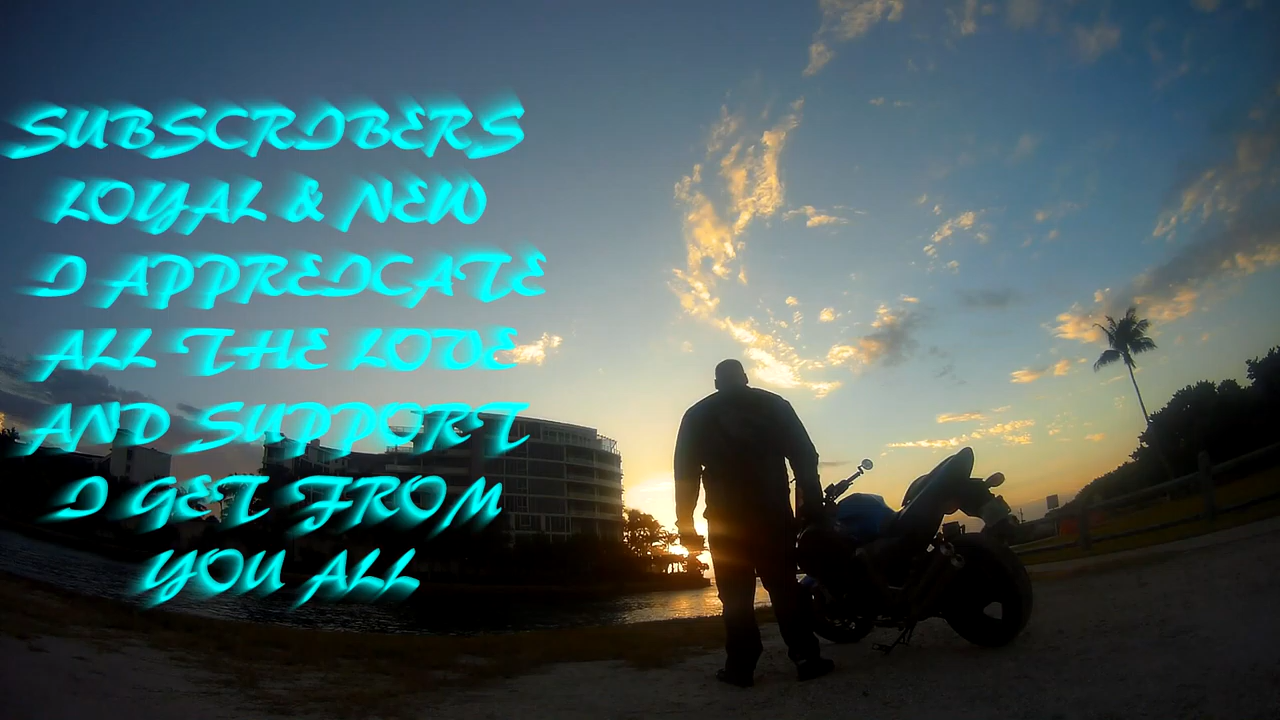 SUBSCRIBERS
LOYAL & NEW
I APPREICATE
ALL THE LOVE
AND SUPPORT
I GET FROM
YOU ALL